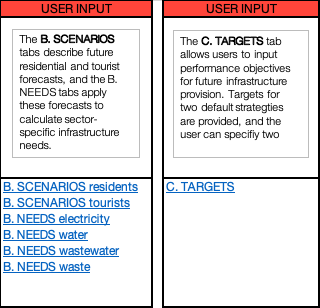 USER INPUT
The B. SCENARIOS
tabs describe future
residential and tourist
forecasts, and the B.
NEEDS tabs apply
these forecasts to
calculate sector-
specific infrastructure
needs.
B. SCENARIOS residents
B. SCENARIOS tourists
B. NEEDS electricity
B. NEEDS water
B. NEEDS wastewater
B. NEEDS waste
USER INPUT
The C. TARGETS tab
allows users to input
performance objectives
for future infrastructure
provision. Targets for
two default strategties
are provided, and the
user can specifiy two
C. TARGETS